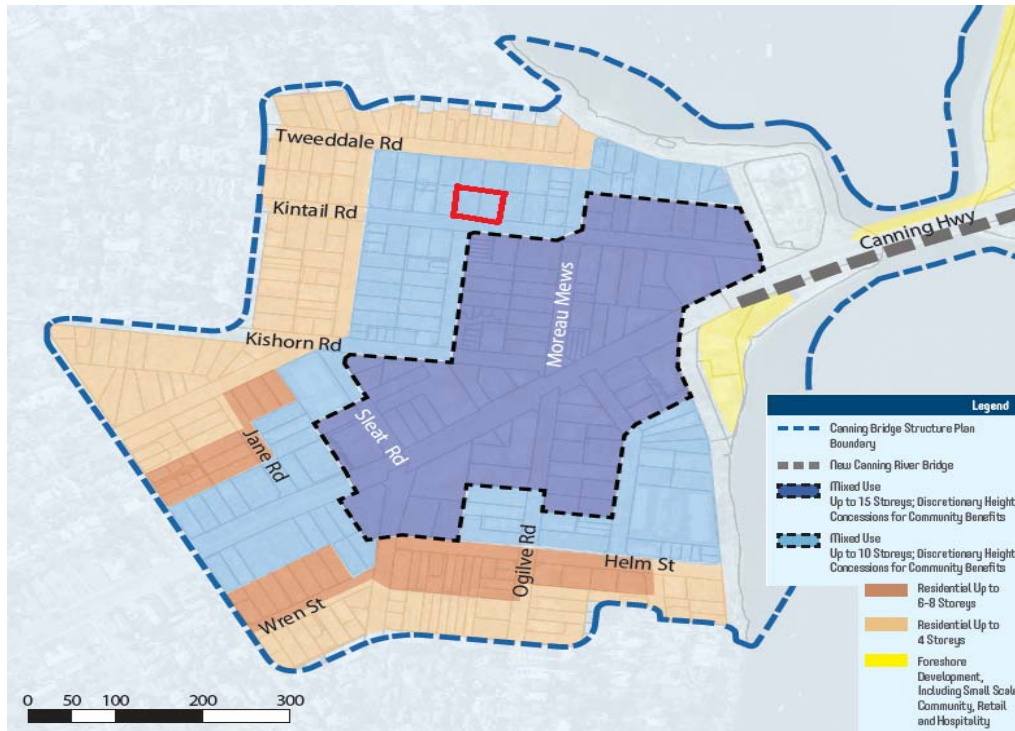 Tweeddale Rd
Kintail Rd
Canning Hwy
Moreau Mews
Kishorn Rd
Sleat Rd
Jane Rd
Ogilve Rd
Helm St
Wren St
0 50 100 200 300
Legend
Canning Bridge Structure Plan
Boundary
New Canning River Bridge
Mixed Use
Up to 15 Storeys; Discretionary Height
Concessions for Community Benefits
Mixed Use
Up to 10 Storeys; Discretionary Height
Concessions for Community Benefits
Residential Up to
6-8 Storeys
Residential Up to
4 Storeys
Foreshore
Development,
Including Small Scale
Community, Retail
and Hospitality